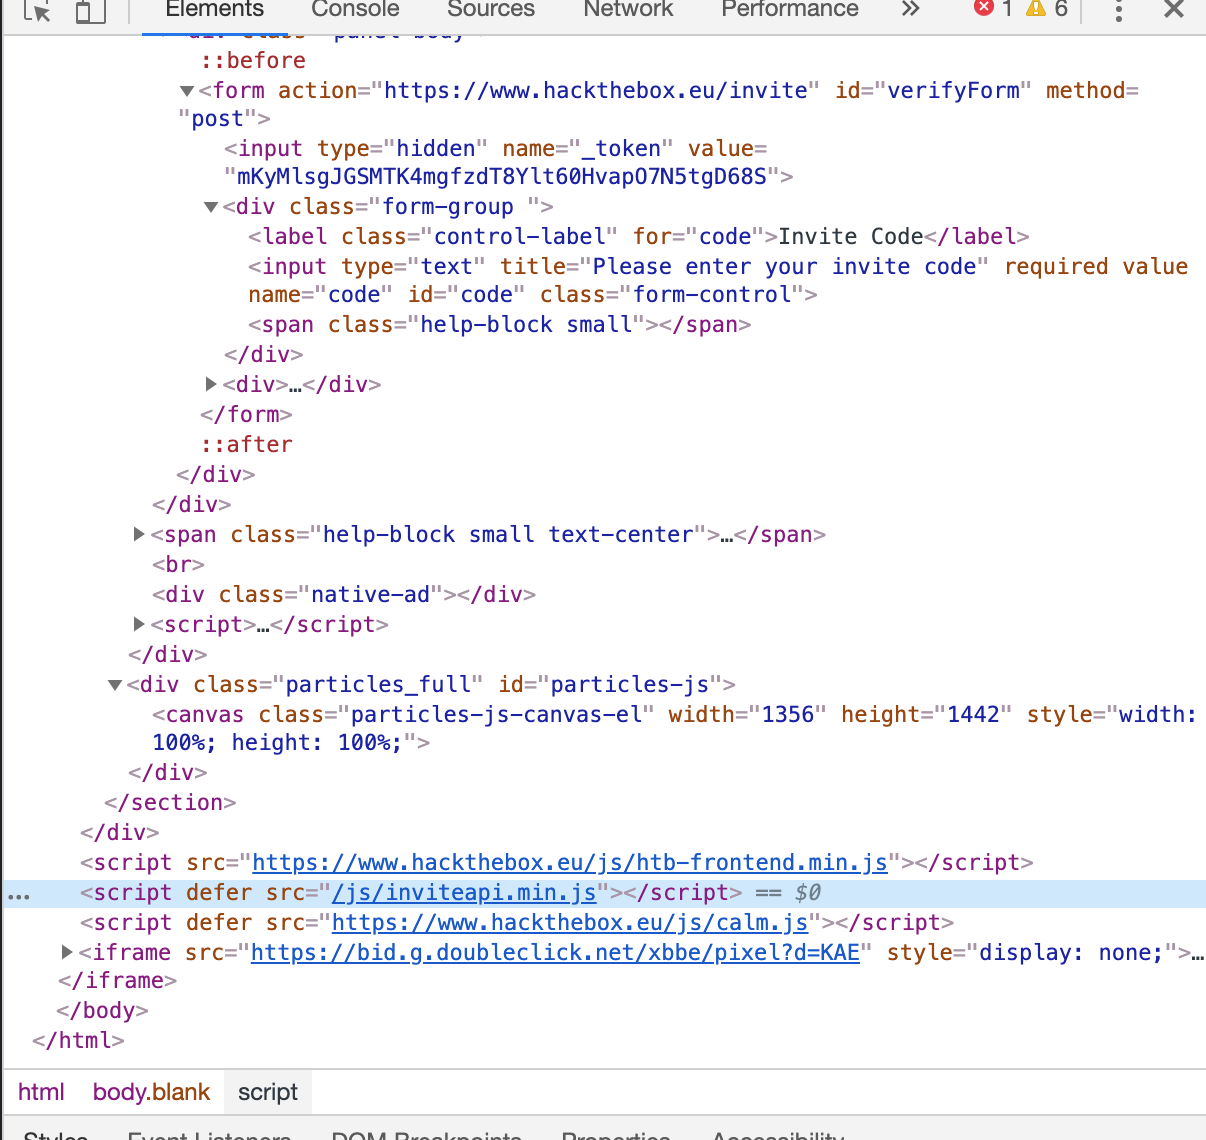 Elements Console Sources Network Performance » 1 6
<div class="panel-body">
::before
<form action="https://www.hackthebox.eu/invite" id="verifyForm" method=
"post">
<input type="hidden" name="_token" value=
"mKyMlsgJGSMTK4mgfzdT8Ylt60HvapO7N5tgD68S">
<div class="form-group ">
<label class="control-label" for="code">Invite Code</label>
<input type="text" title="Please enter your invite code" required value
name="code" id="code" class="form-control">
<span class="help-block small"></span>
</div>
<div>…</div>
</form>
::after
</div>
</div>
<span class="help-block small text-center">…</span>
<br>
<div class="native-ad"></div>
<script>…</script>
</div>
<div class="particles_full" id="particles-js">
<canvas class="particles-js-canvas-el" width="1356" height="1442" style="width:
100%; height: 100%;">
</div>
</section>
</div>
<script src="https://www.hackthebox.eu/js/htb-frontend.min.js"></script>
… <script defer src="/js/inviteapi.min.js"></script> == $0
<script defer src="https://www.hackthebox.eu/js/calm.js"></script>
<iframe src="https://bid.g.doubleclick.net/xbbe/pixel?d=KAE" style="display: none;">…
</iframe>
</body>
</html>
html body.blank script
Styles Event Listeners DOM Breakpoints Properties Accessibility